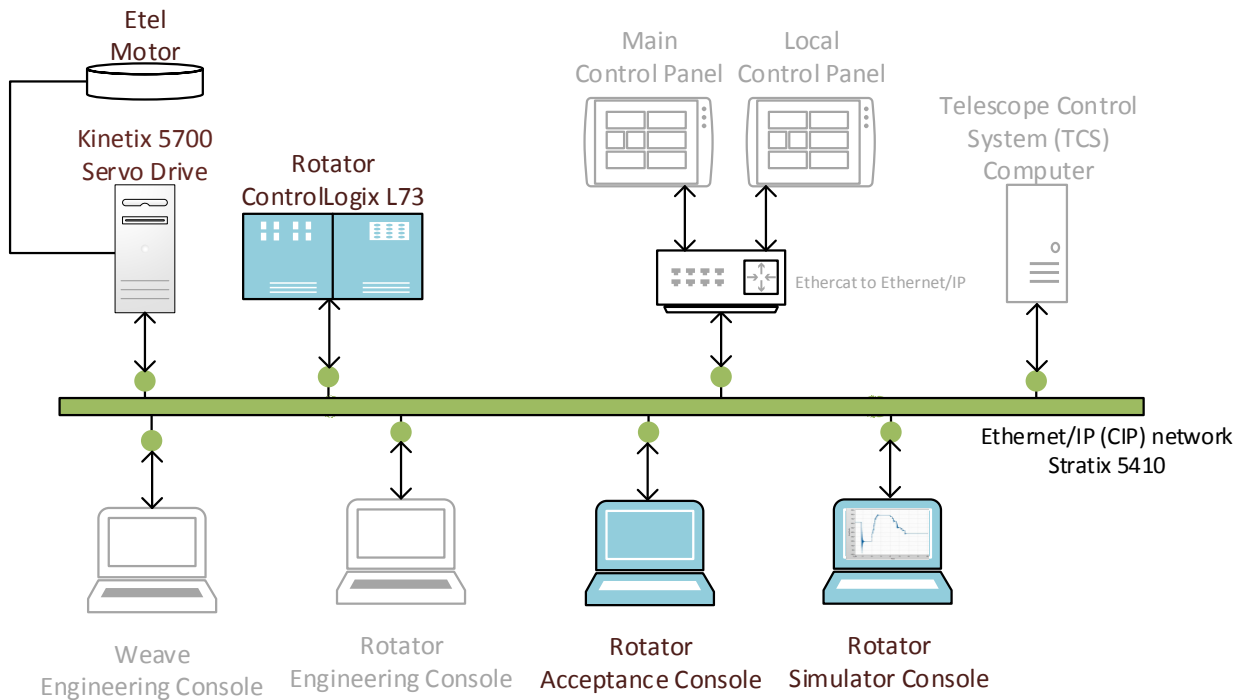 Etel
Motor
Kinetix 5700
Servo Drive
Rotator
ControlLogix L73
Main
Control Panel
Local
Control Panel
Telescope Control
System (TCS)
Computer
Ethercat to Ethernet/IP
Ethernet/IP (CIP) network
Stratix 5410
Weave
Engineering Console
Rotator
Engineering Console
Rotator
Acceptance Console
Rotator
Simulator Console